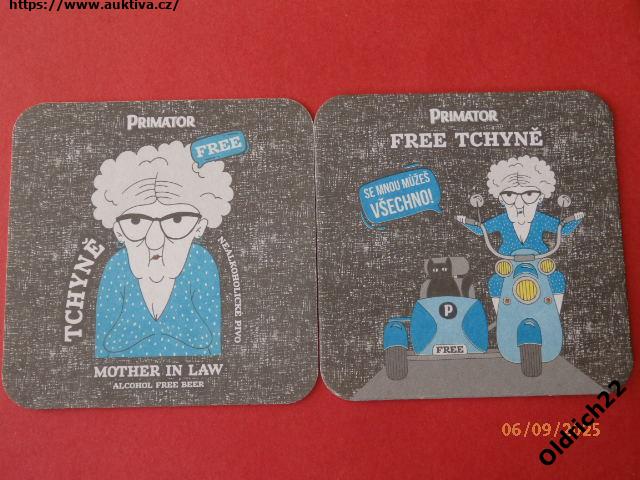 https://www.auktiva.cz/
PRIMATOR
FREE
TCHYNĚ
NEALKOHOLICKÉ PIVO
MOTHER IN LAW
ALCOHOL FREE BEER
PRIMATOR
FREE TCHYNĚ
SE MNOU MŮŽEŠ
VŠECHNO!
P
FREE
06/09/2025
Oldrich22